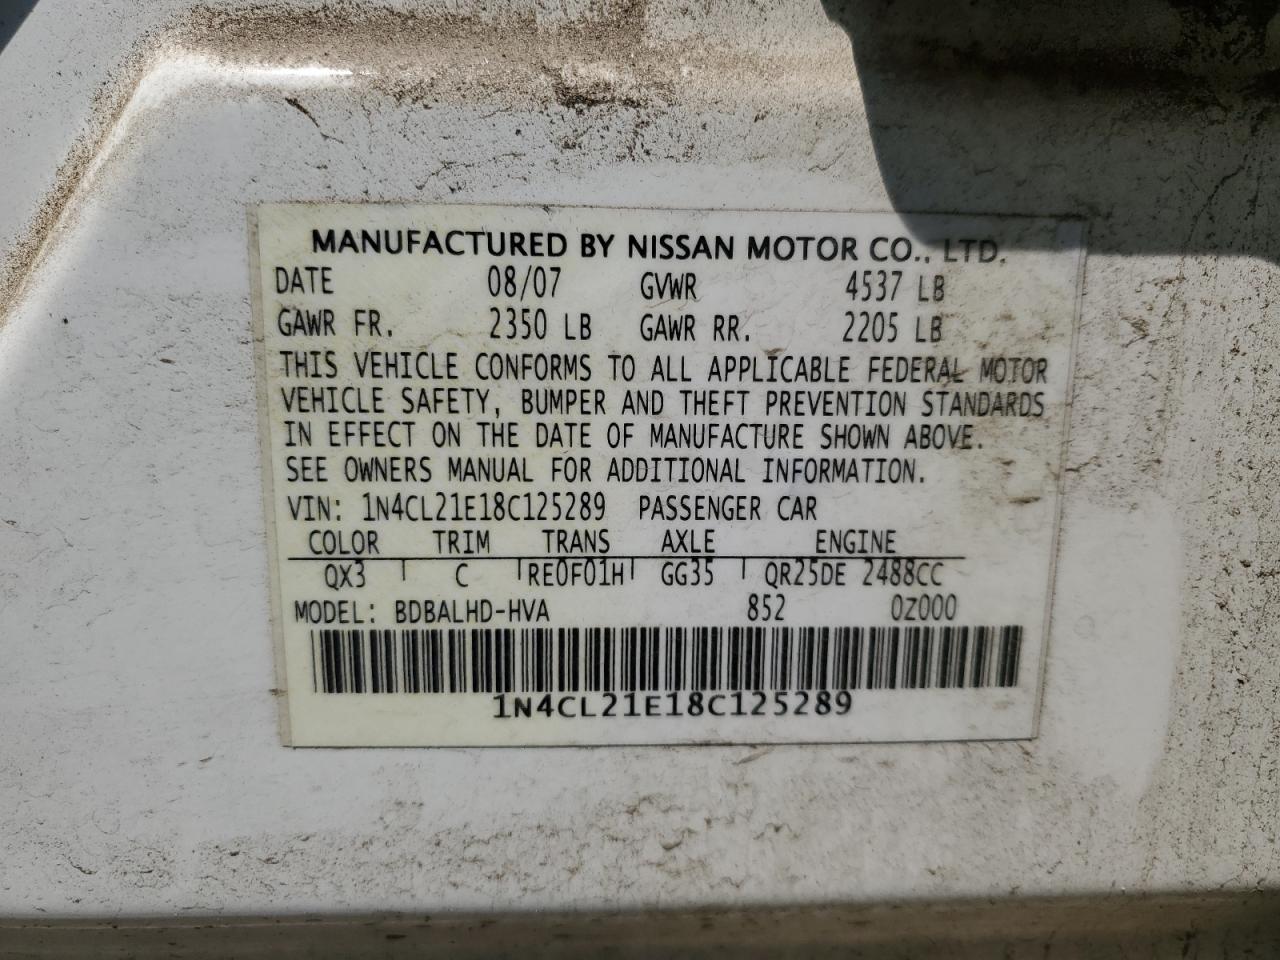 MANUFACTURED BY NISSAN MOTOR CO., LTD.
DATE 08/07 GVWR 4537 LB
GAWR FR. 2350 LB GAWR RR. 2205 LB
THIS VEHICLE CONFORMS TO ALL APPLICABLE FEDERAL MOTOR
VEHICLE SAFETY, BUMPER AND THEFT PREVENTION STANDARDS
IN EFFECT ON THE DATE OF MANUFACTURE SHOWN ABOVE.
SEE OWNERS MANUAL FOR ADDITIONAL INFORMATION.
VIN: 1N4CL21E18C125289 PASSENGER CAR
COLOR TRIM TRANS AXLE ENGINE
QX3 C RE0F01H GG35 QR25DE 2488CC
MODEL: BDBALHD-HVA 852 0Z000
1N4CL21E18C125289